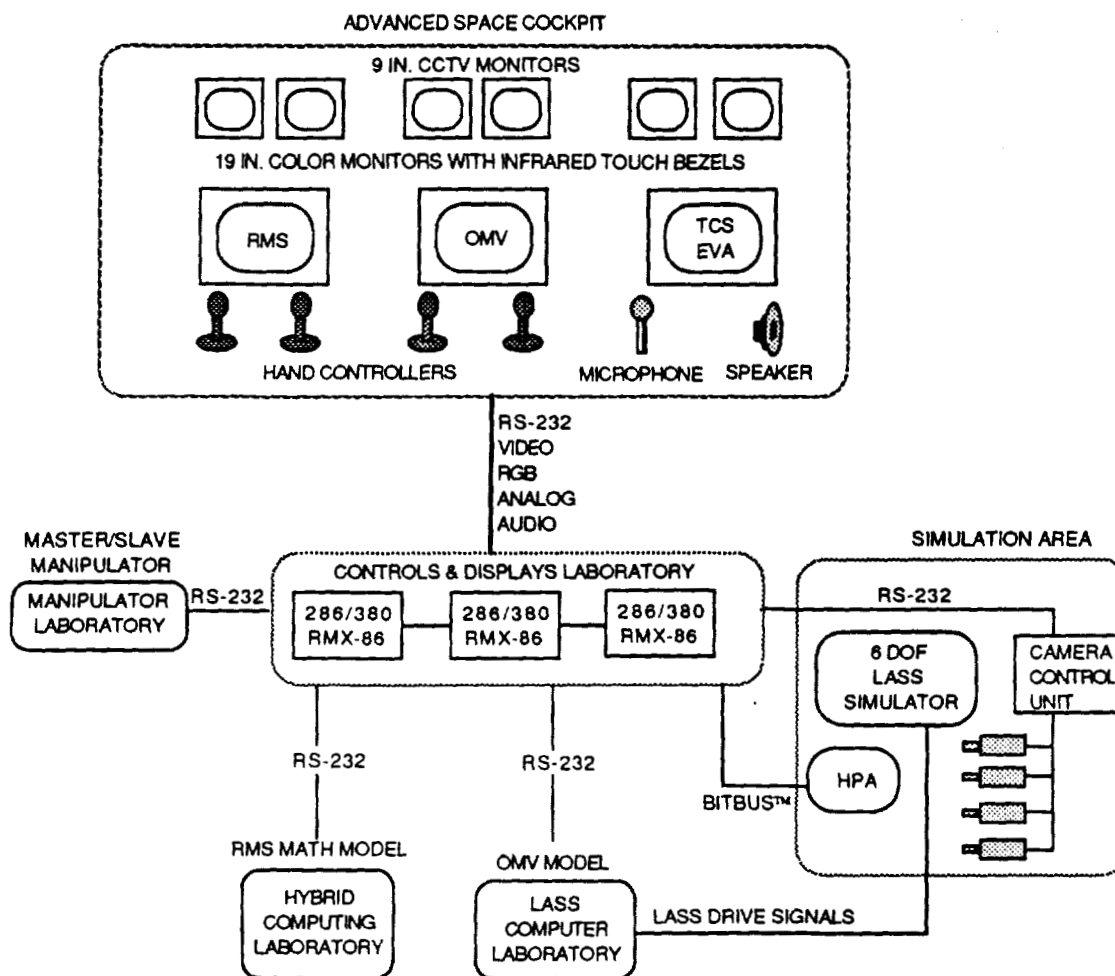 ADVANCED SPACE COCKPIT
9 IN. CCTV MONITORS
19 IN. COLOR MONITORS WITH INFRARED TOUCH BEZELS
RMS
OMV
TCS
EVA
HAND CONTROLLERS
MICROPHONE
SPEAKER
RS-232
VIDEO
RGB
ANALOG
AUDIO
MASTER/SLAVE
MANIPULATOR
MANIPULATOR
LABORATORY
RS-232
CONTROLS & DISPLAYS LABORATORY
286/380
RMX-86
286/380
RMX-86
286/380
RMX-86
SIMULATION AREA
RS-232
6 DOF
LASS
SIMULATOR
CAMERA
CONTROL
UNIT
HPA
BITBUS™
RS-232
RS-232
RMS MATH MODEL
HYBRID
COMPUTING
LABORATORY
OMV MODEL
LASS
COMPUTER
LABORATORY
LASS DRIVE SIGNALS